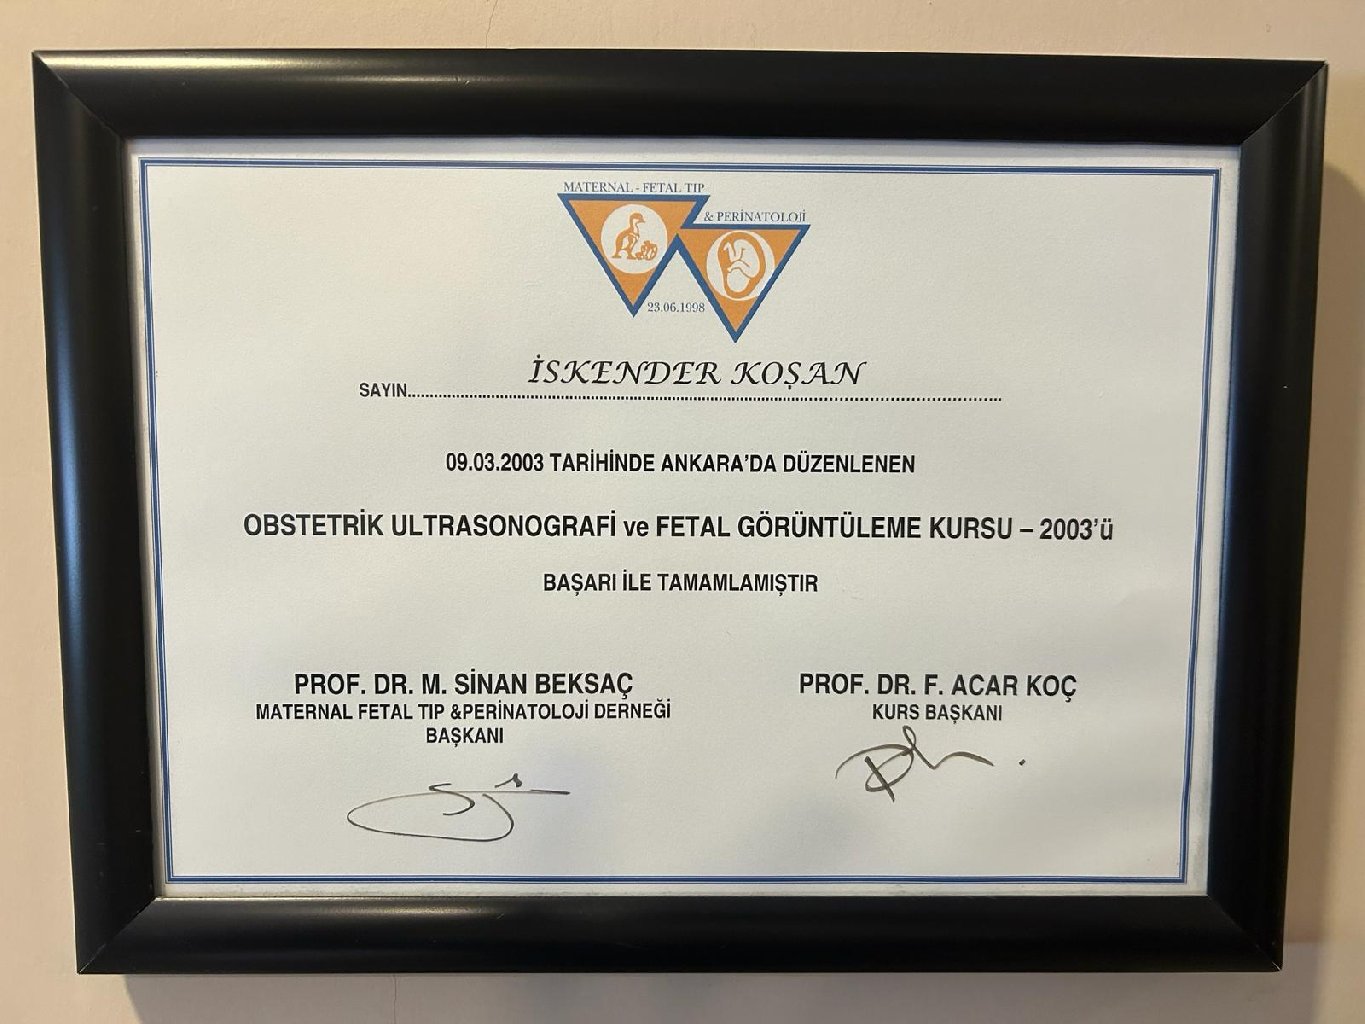 MATERNAL - FETAL TIP
& PERİNATOLOJİ
23.06.1998
SAYIN.......... İSKENDER KOŞAN ..........
09.03.2003 TARİHİNDE ANKARA'DA DÜZENLENEN
OBSTETRİK ULTRASONOGRAFİ ve FETAL GÖRÜNTÜLEME KURSU – 2003'ü
BAŞARI İLE TAMAMLAMIŞTIR
PROF. DR. M. SİNAN BEKSAÇ
MATERNAL FETAL TIP &PERİNATOLOJİ DERNEĞİ
BAŞKANI
PROF. DR. F. ACAR KOÇ
KURS BAŞKANI